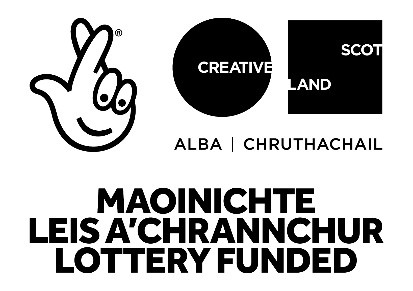 ®
CREATIVE SCOT
LAND
ALBA | CHRUTHACHAIL
MAOINICHTE
LEIS A'CHRANNCHUR
LOTTERY FUNDED